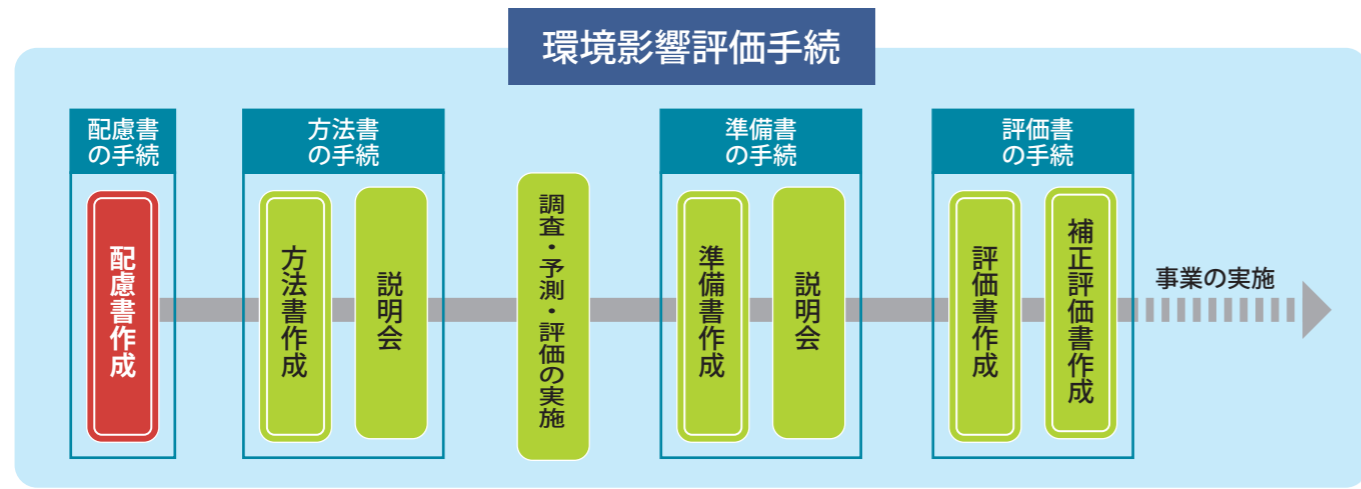 環境影響評価手続
配慮書
の手続
配慮書作成
方法書
の手続
方法書作成
説明会
調査・予測・評価の実施
準備書
の手続
準備書作成
説明会
評価書
の手続
評価書作成
補正評価書作成
事業の実施